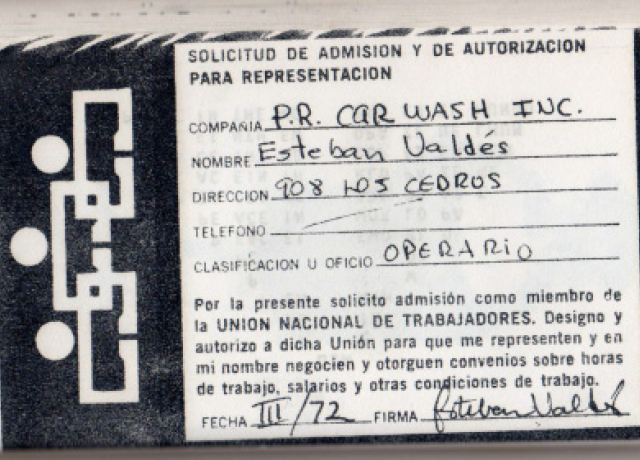 SOLICITUD DE ADMISION Y DE AUTORIZACION
PARA REPRESENTACION
COMPAÑIA P.R. CAR WASH INC.
NOMBRE Esteban Valdés
DIRECCION 908 LOS CEDROS
TELEFONO
CLASIFICACION U OFICIO OPERARIO
Por la presente solicito admisión como miembro de
la UNION NACIONAL DE TRABAJADORES. Designo y
autorizo a dicha Unión para que me representen y en
mi nombre negocien y otorguen convenios sobre horas
de trabajo, salarios y otras condiciones de trabajo.
FECHA III/72 FIRMA Esteban Valdés